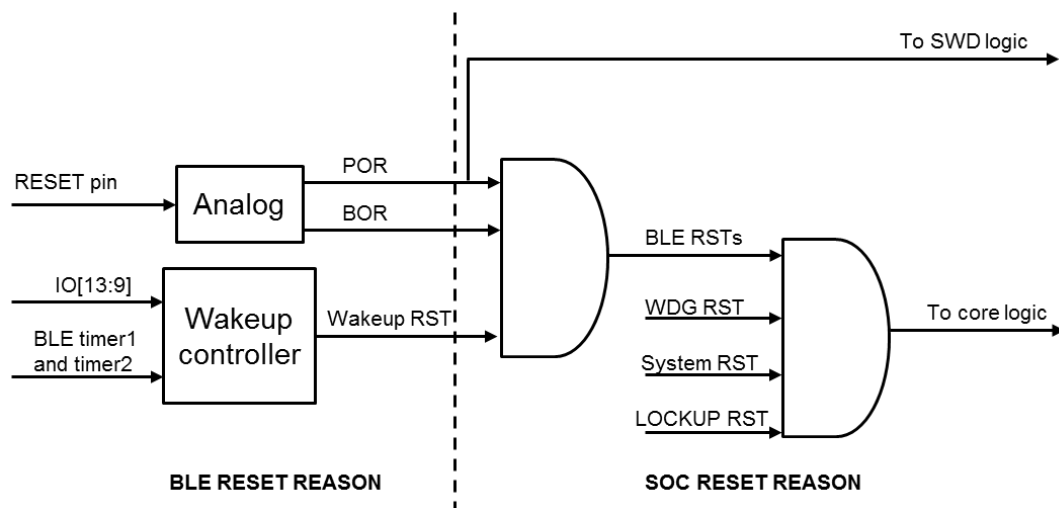 To SWD logic
RESET pin
Analog
POR
BOR
IO[13:9]
BLE timer1
and timer2
Wakeup
controller
Wakeup RST
BLE RSTs
WDG RST
System RST
LOCKUP RST
To core logic
BLE RESET REASON
SOC RESET REASON